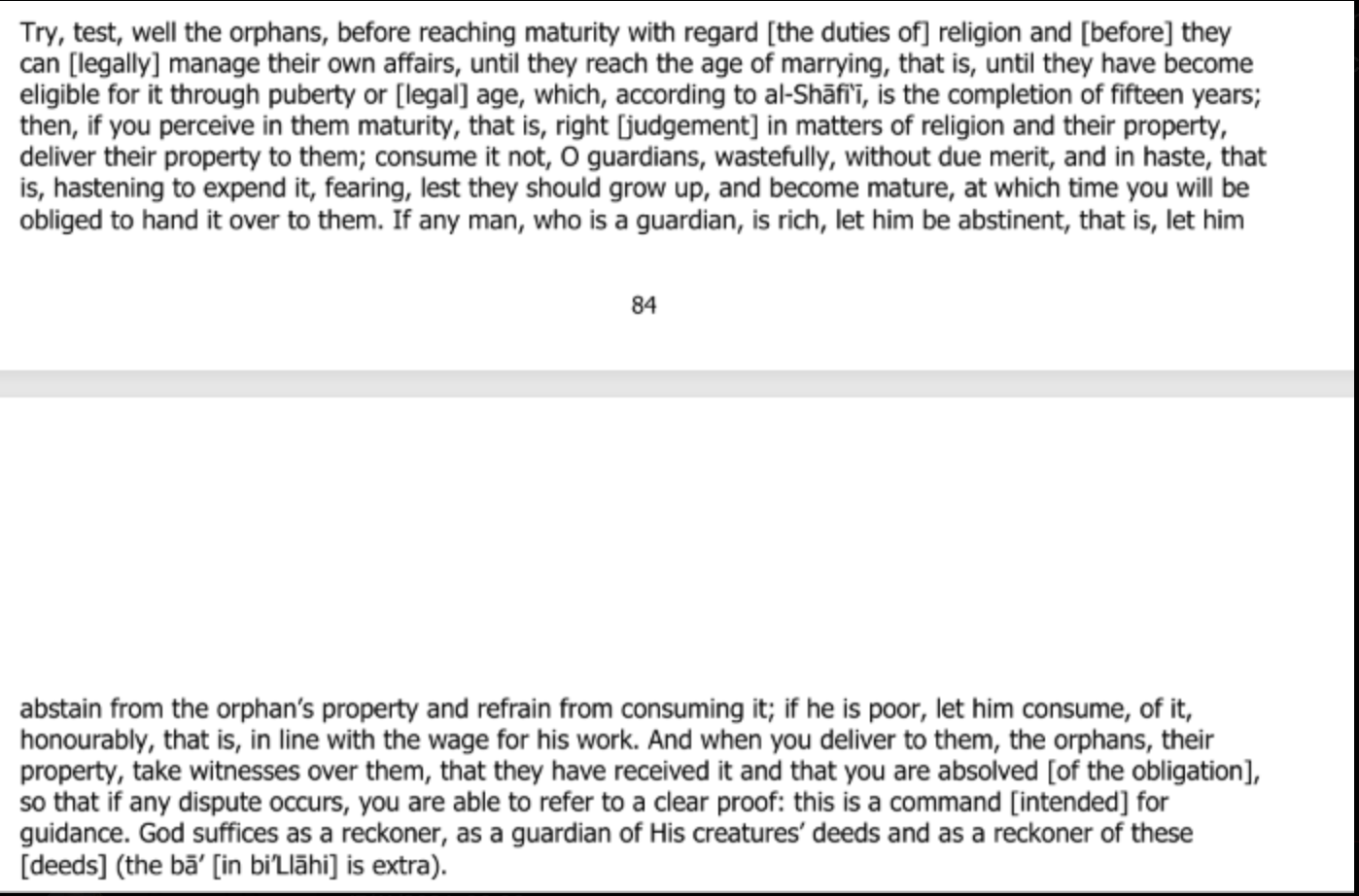 Try, test, well the orphans, before reaching maturity with regard [the duties of] religion and [before] they
can [legally] manage their own affairs, until they reach the age of marrying, that is, until they have become
eligible for it through puberty or [legal] age, which, according to al-Shāfi‘ī, is the completion of fifteen years;
then, if you perceive in them maturity, that is, right [judgement] in matters of religion and their property,
deliver their property to them; consume it not, O guardians, wastefully, without due merit, and in haste, that
is, hastening to expend it, fearing, lest they should grow up, and become mature, at which time you will be
obliged to hand it over to them. If any man, who is a guardian, is rich, let him be abstinent, that is, let him
84
abstain from the orphan’s property and refrain from consuming it; if he is poor, let him consume, of it,
honourably, that is, in line with the wage for his work. And when you deliver to them, the orphans, their
property, take witnesses over them, that they have received it and that you are absolved [of the obligation],
so that if any dispute occurs, you are able to refer to a clear proof: this is a command [intended] for
guidance. God suffices as a reckoner, as a guardian of His creatures’ deeds and as a reckoner of these
[deeds] (the bā’ [in bi’Llāhi] is extra).